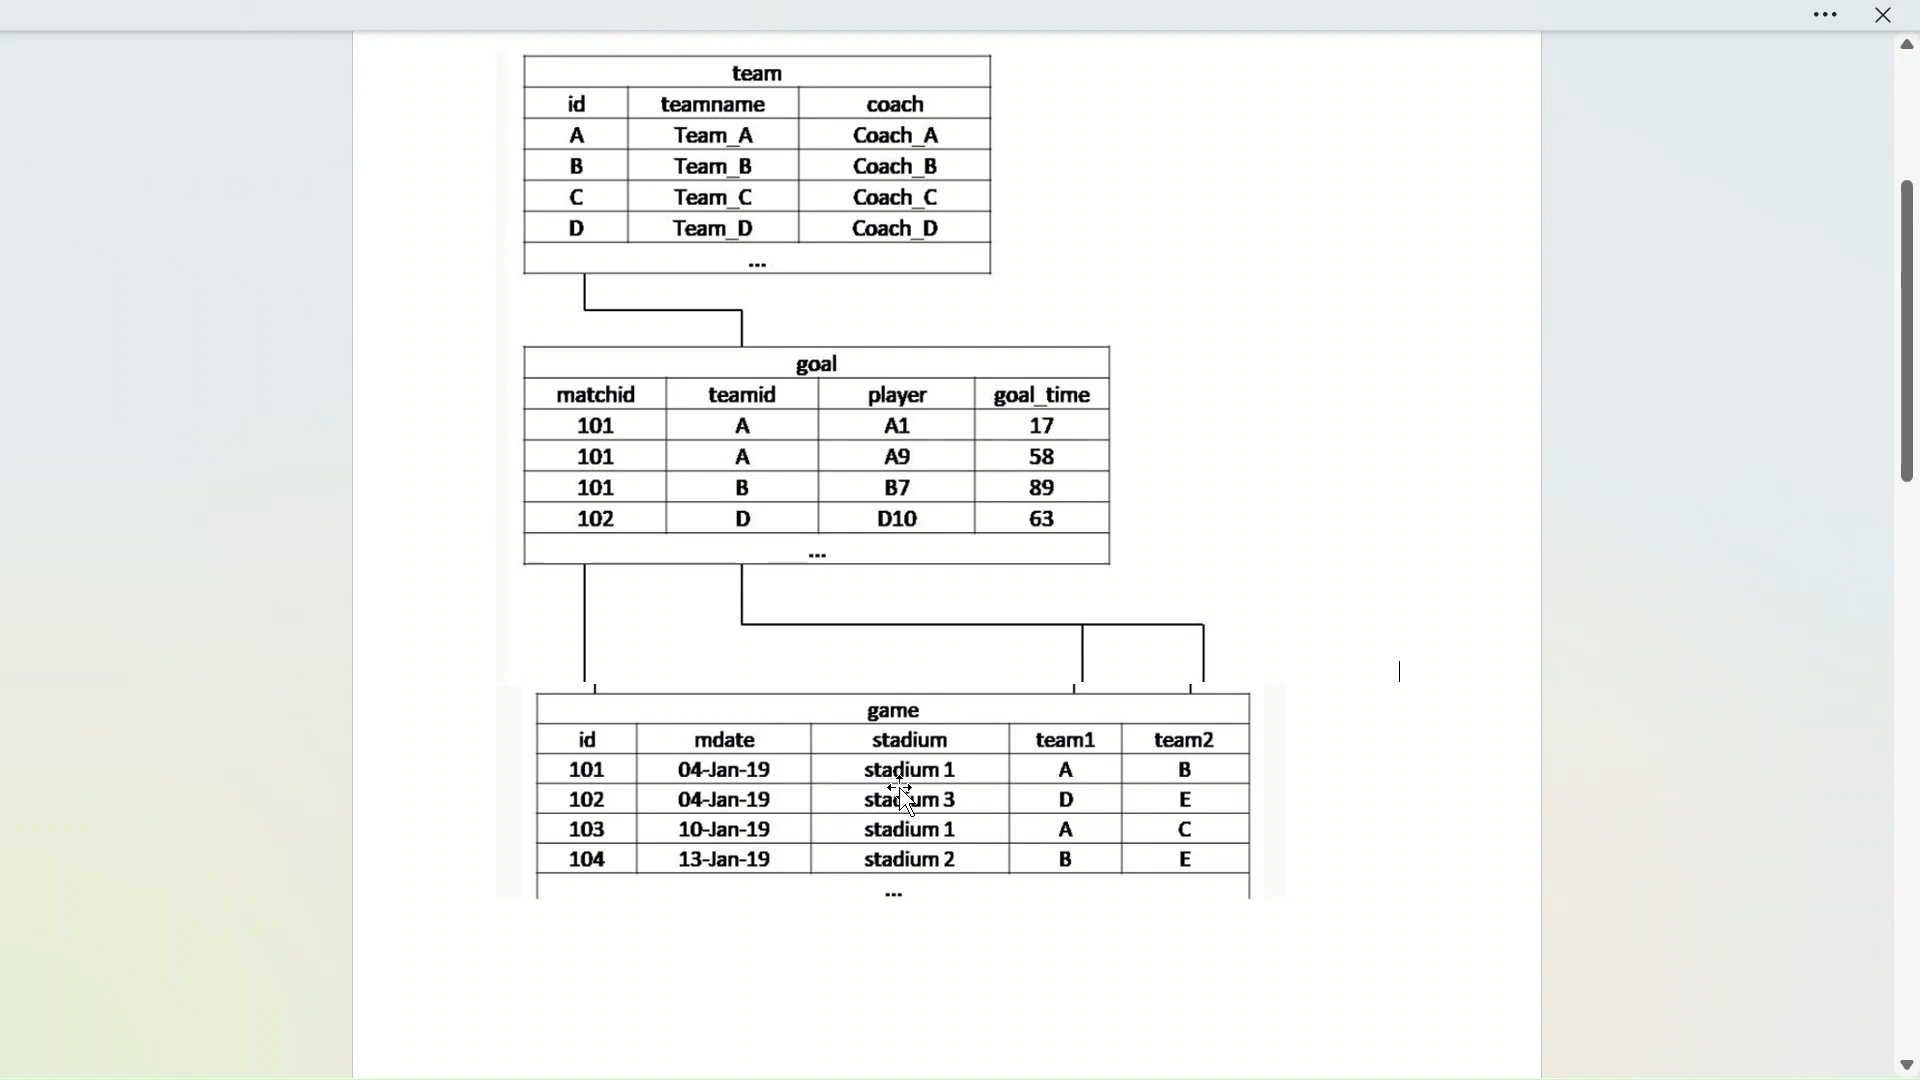 team
id teamname coach
A Team_A Coach_A
B Team_B Coach_B
C Team_C Coach_C
D Team_D Coach_D
...
goal
matchid teamid player goal_time
101 A A1 17
101 A A9 58
101 B B7 89
102 D D10 63
...
game
id mdate stadium team1 team2
101 04-Jan-19 stadium 1 A B
102 04-Jan-19 stadium 3 D E
103 10-Jan-19 stadium 1 A C
104 13-Jan-19 stadium 2 B E
...